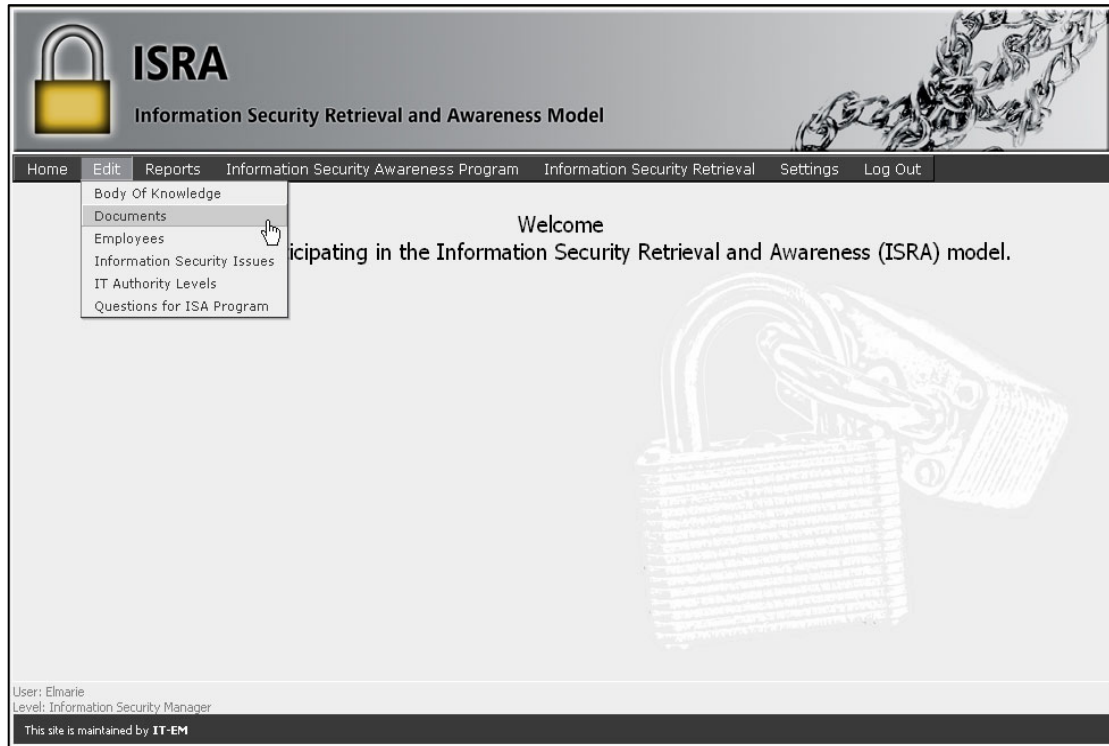 ISRA
Information Security Retrieval and Awareness Model
Home Edit Reports Information Security Awareness Program Information Security Retrieval Settings Log Out
Body Of Knowledge
Documents
Employees
Information Security Issues
IT Authority Levels
Questions for ISA Program
Welcome
icipating in the Information Security Retrieval and Awareness (ISRA) model.
User: Elmarie
Level: Information Security Manager
This site is maintained by IT-EM